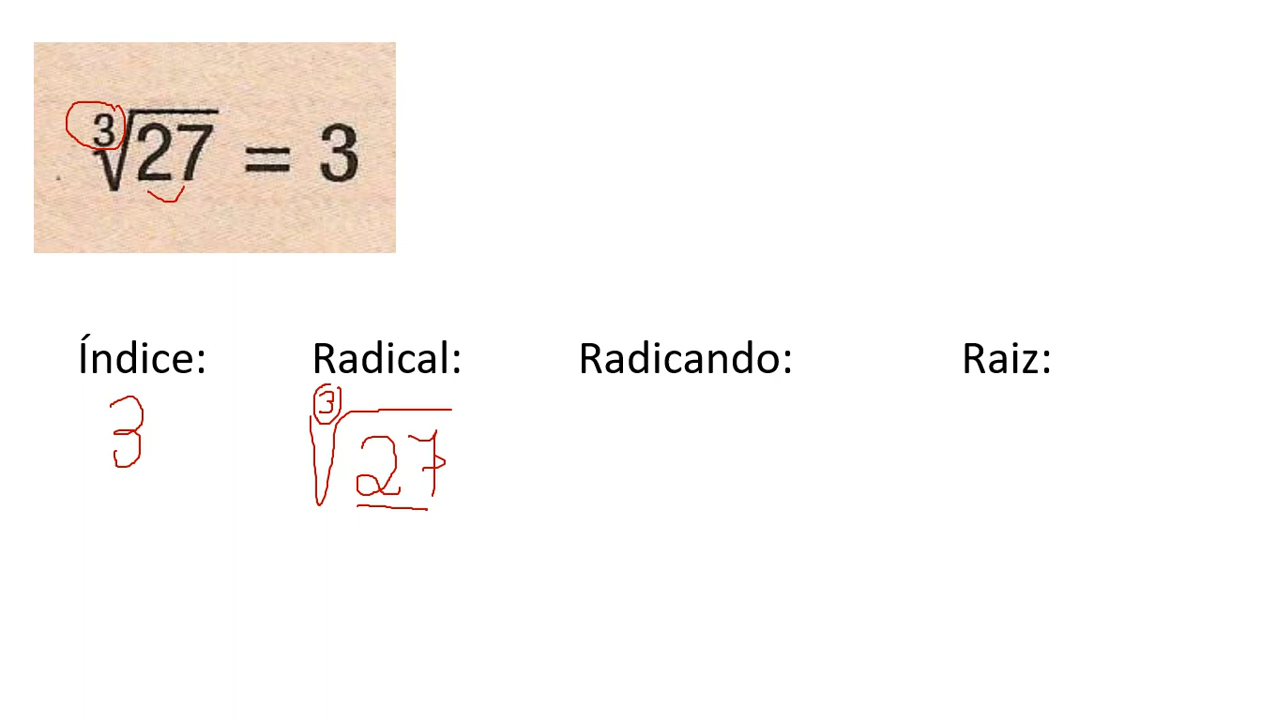 ∛27 = 3
Índice: Radical: Radicando: Raiz:
3 ∛27